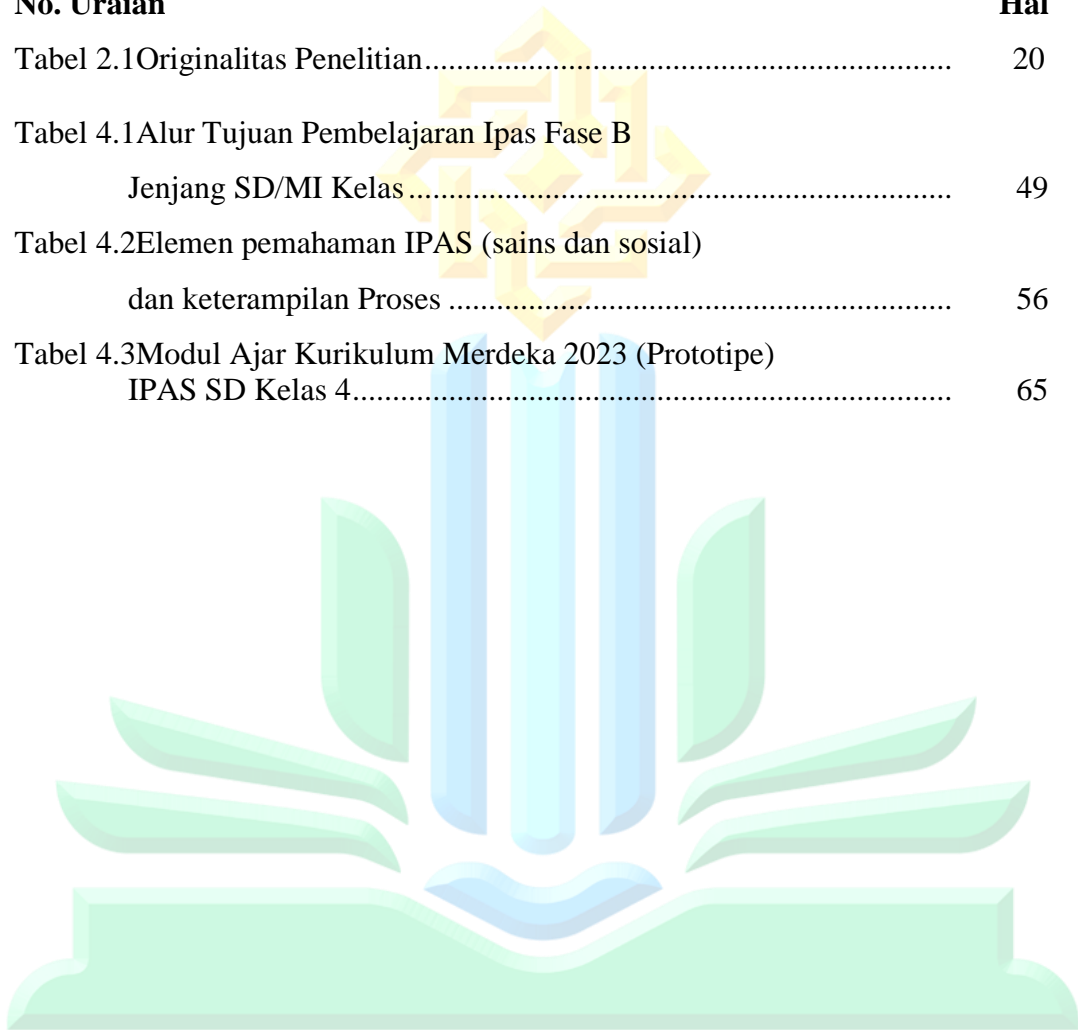 No. Uraian Hal
Tabel 2.1Originalitas Penelitian.................................................................. 20
Tabel 4.1Alur Tujuan Pembelajaran Ipas Fase B
Jenjang SD/MI Kelas .................................................................... 49
Tabel 4.2Elemen pemahaman IPAS (sains dan sosial)
dan keterampilan Proses ............................................................... 56
Tabel 4.3Modul Ajar Kurikulum Merdeka 2023 (Prototipe)
IPAS SD Kelas 4........................................................................... 65